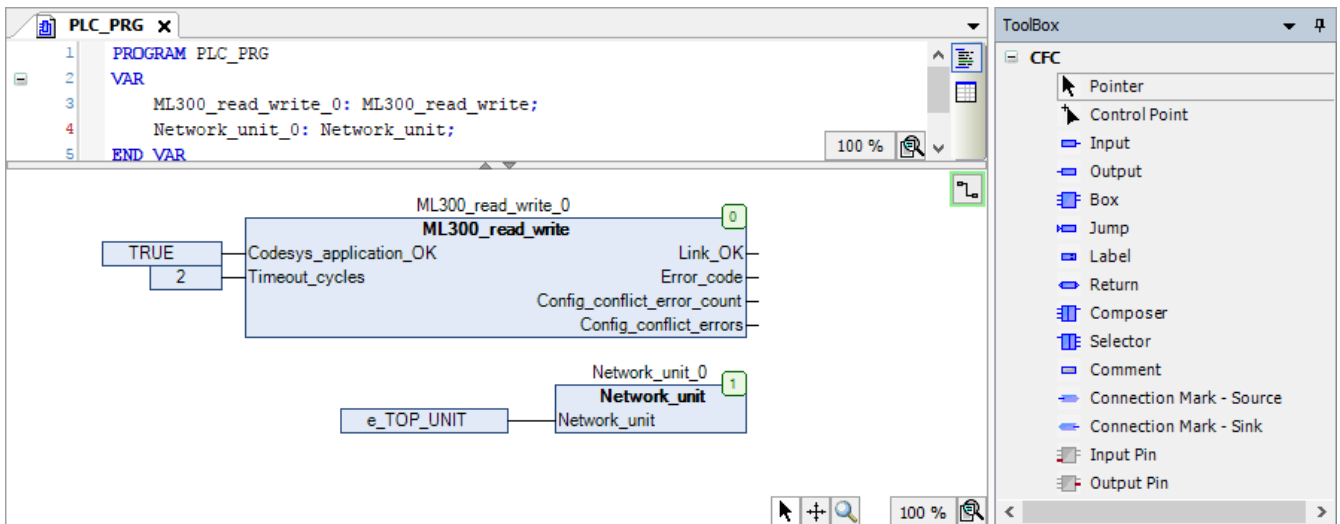 PLC_PRG
1 PROGRAM PLC_PRG
2 VAR
3 ML300_read_write_0: ML300_read_write;
4 Network_unit_0: Network_unit;
5 END VAR
100 %
ML300_read_write_0
0
ML300_read_write
TRUE Codesys_application_OK Link_OK
2 Timeout_cycles Error_code
Config_conflict_error_count
Config_conflict_errors
Network_unit_0
1
Network_unit
e_TOP_UNIT Network_unit
100 %
ToolBox
CFC
Pointer
Control Point
Input
Output
Box
Jump
Label
Return
Composer
Selector
Comment
Connection Mark - Source
Connection Mark - Sink
Input Pin
Output Pin